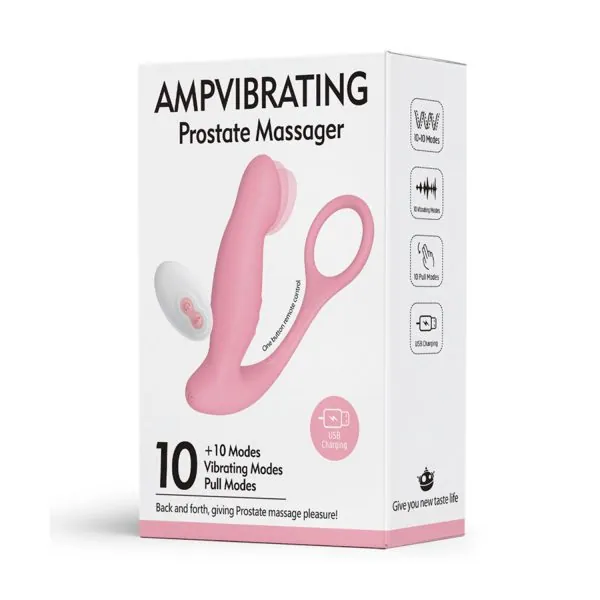 AMPVIBRATING
Prostate Massager
One button remote control
USB
Charging
10
+10 Modes
Vibrating Modes
Pull Modes
Back and forth, giving Prostate massage pleasure!
10+10 Modes
10 Vibrating Modes
10 Pull Modes
USB Charging
Give you new taste life